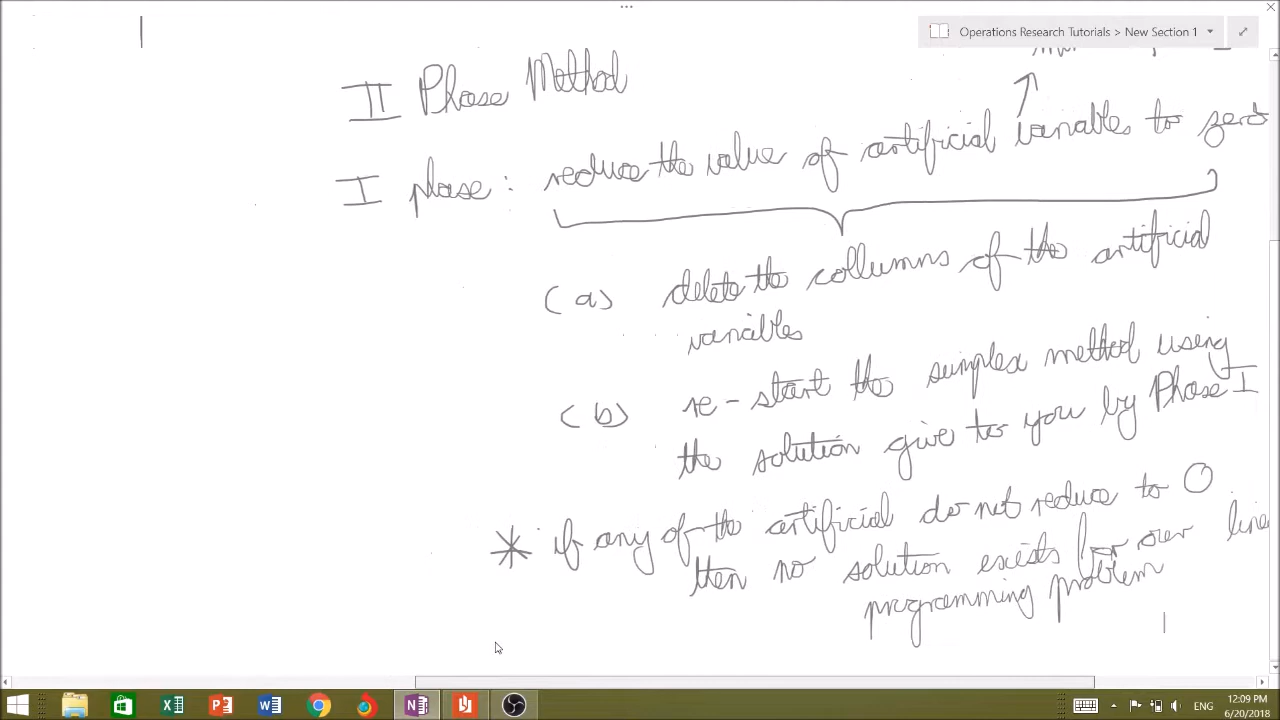 Operations Research Tutorials > New Section 1
II Phase Method
I phase : reduce the value of artificial variables to zero
(a) delete the collumns of the artificial
variables
(b) re-start the simplex method using
the solution give to you by Phase I
* if any of the artificial do not reduce to 0
then no solution exists for our line
programming problem
ENG
12:09 PM
6/20/2018